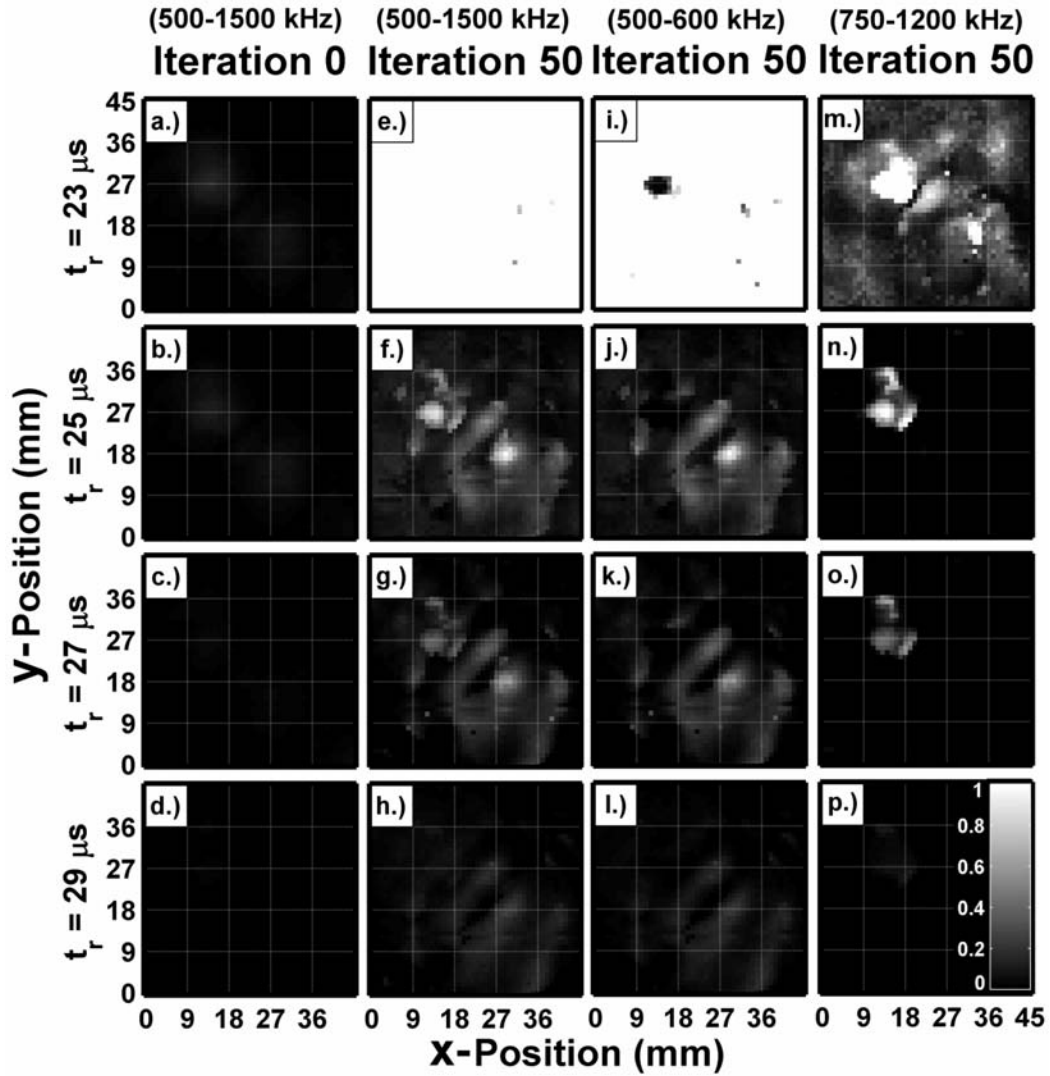 (500-1500 kHz) (500-1500 kHz) (500-600 kHz) (750-1200 kHz)
Iteration 0 Iteration 50 Iteration 50 Iteration 50
y-Position (mm)
t_r = 23 µs
45
36
27
18
9
0
a.) e.) i.) m.)
t_r = 25 µs
36
27
18
9
0
b.) f.) j.) n.)
t_r = 27 µs
36
27
18
9
0
c.) g.) k.) o.)
t_r = 29 µs
36
27
18
9
0
d.) h.) l.) p.)
1
0.8
0.6
0.4
0.2
0
0 9 18 27 36 0 9 18 27 36 0 9 18 27 36 0 9 18 27 36 45
x-Position (mm)